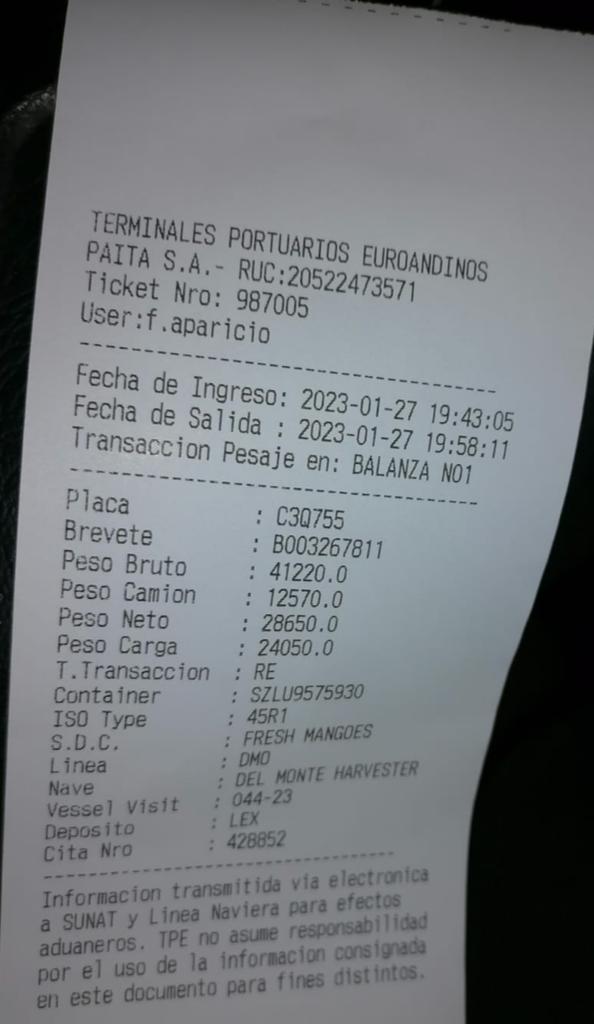 TERMINALES PORTUARIOS EUROANDINOS
PAITA S.A.- RUC:20522473571
Ticket Nro: 987005
User:f.aparicio
--------------------------------
Fecha de Ingreso: 2023-01-27 19:43:05
Fecha de Salida : 2023-01-27 19:58:11
Transaccion Pesaje en: BALANZA N01
--------------------------------
Placa : C3Q755
Brevete : B003267811
Peso Bruto : 41220.0
Peso Camion : 12570.0
Peso Neto : 28650.0
Peso Carga : 24050.0
T.Transaccion : RE
Container : SZLU9575930
ISO Type : 45R1
S.D.C. : FRESH MANGOES
Linea : DMO
Nave : DEL MONTE HARVESTER
Vessel Visit : 044-23
Deposito : LEX
Cita Nro : 428852
--------------------------------
Informacion transmitida via electronica
a SUNAT y Linea Naviera para efectos
aduaneros. TPE no asume responsabilidad
por el uso de la informacion consignada
en este documento para fines distintos.